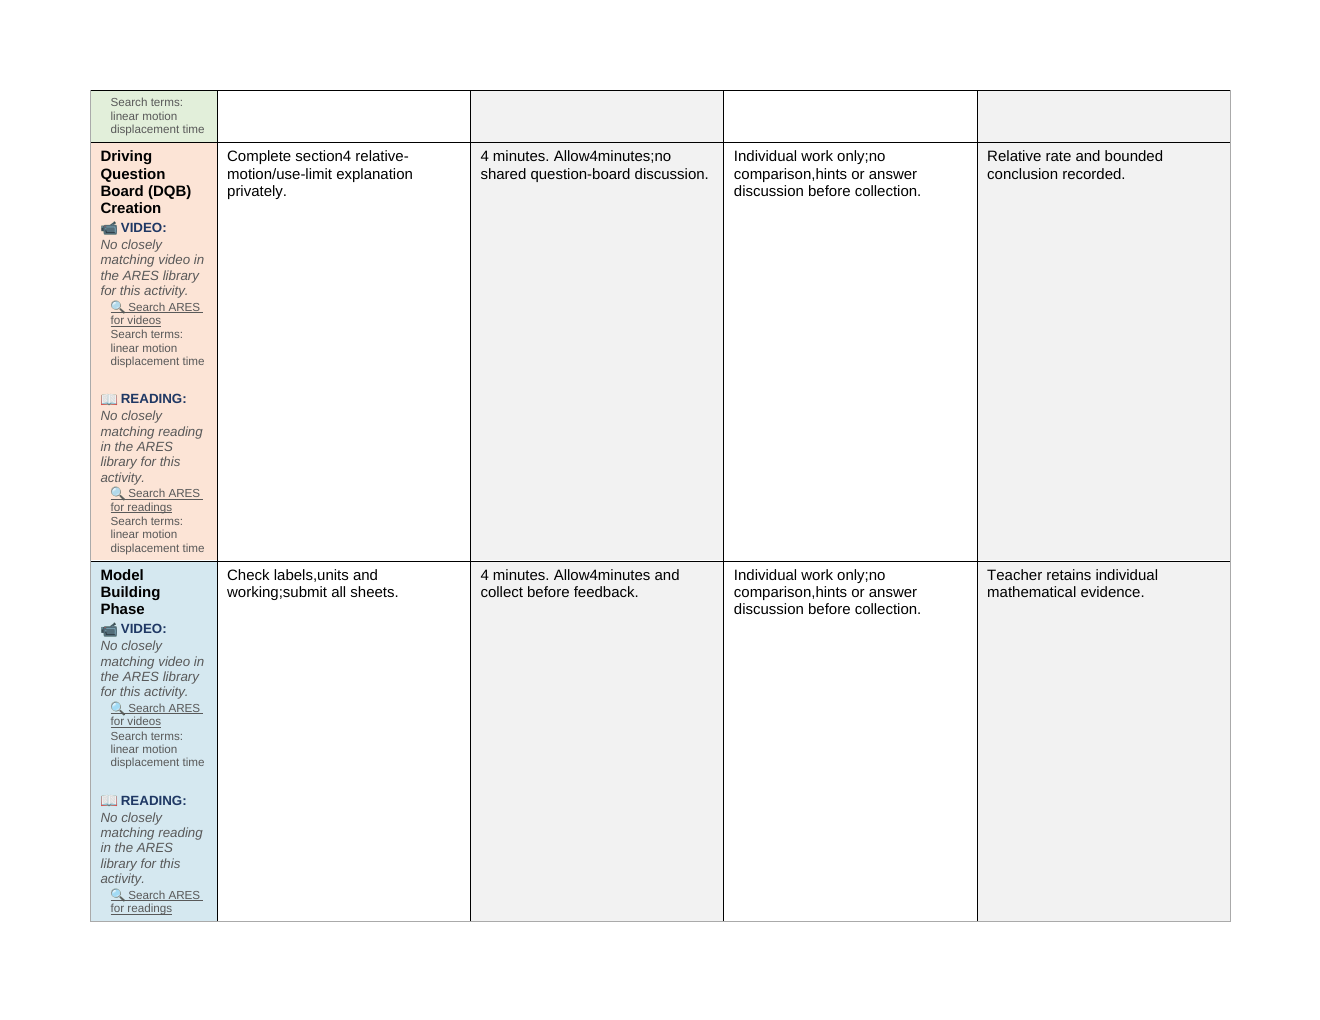 Search terms:
linear motion
displacement time
Driving
Question
Board (DQB)
Creation
📹 VIDEO:
No closely
matching video in
the ARES library
for this activity.
🔍 Search ARES
for videos
Search terms:
linear motion
displacement time
📖 READING:
No closely
matching reading
in the ARES
library for this
activity.
🔍 Search ARES
for readings
Search terms:
linear motion
displacement time
Complete section4 relative-
motion/use-limit explanation
privately.
4 minutes. Allow4minutes;no
shared question-board discussion.
Individual work only;no
comparison,hints or answer
discussion before collection.
Relative rate and bounded
conclusion recorded.
Model
Building
Phase
📹 VIDEO:
No closely
matching video in
the ARES library
for this activity.
🔍 Search ARES
for videos
Search terms:
linear motion
displacement time
📖 READING:
No closely
matching reading
in the ARES
library for this
activity.
🔍 Search ARES
for readings
Check labels,units and
working;submit all sheets.
4 minutes. Allow4minutes and
collect before feedback.
Individual work only;no
comparison,hints or answer
discussion before collection.
Teacher retains individual
mathematical evidence.